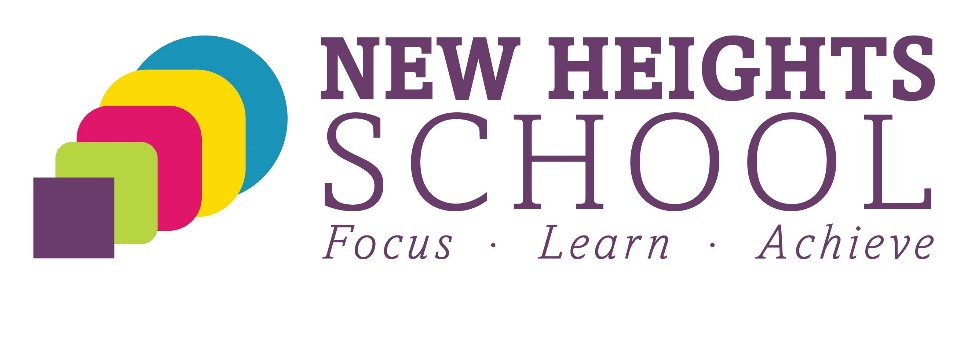 NEW HEIGHTS
SCHOOL
Focus · Learn · Achieve